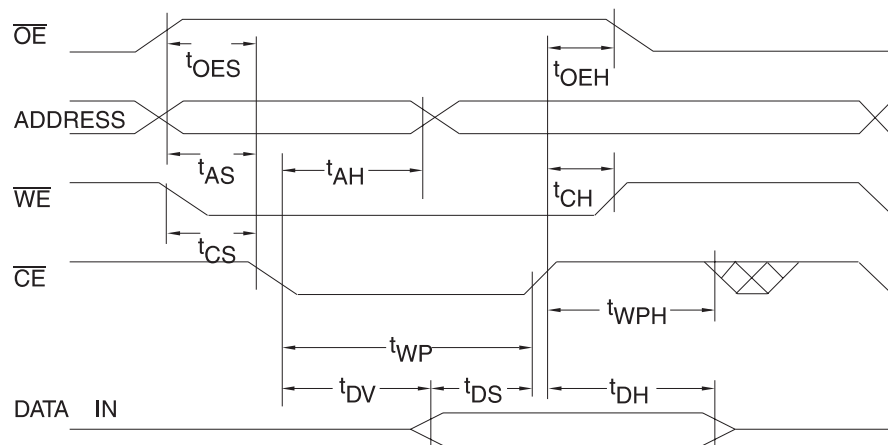 OE
tOES
tOEH
ADDRESS
tAS
tAH
tCH
WE
tCS
CE
tWPH
tWP
tDV
tDS
tDH
DATA IN